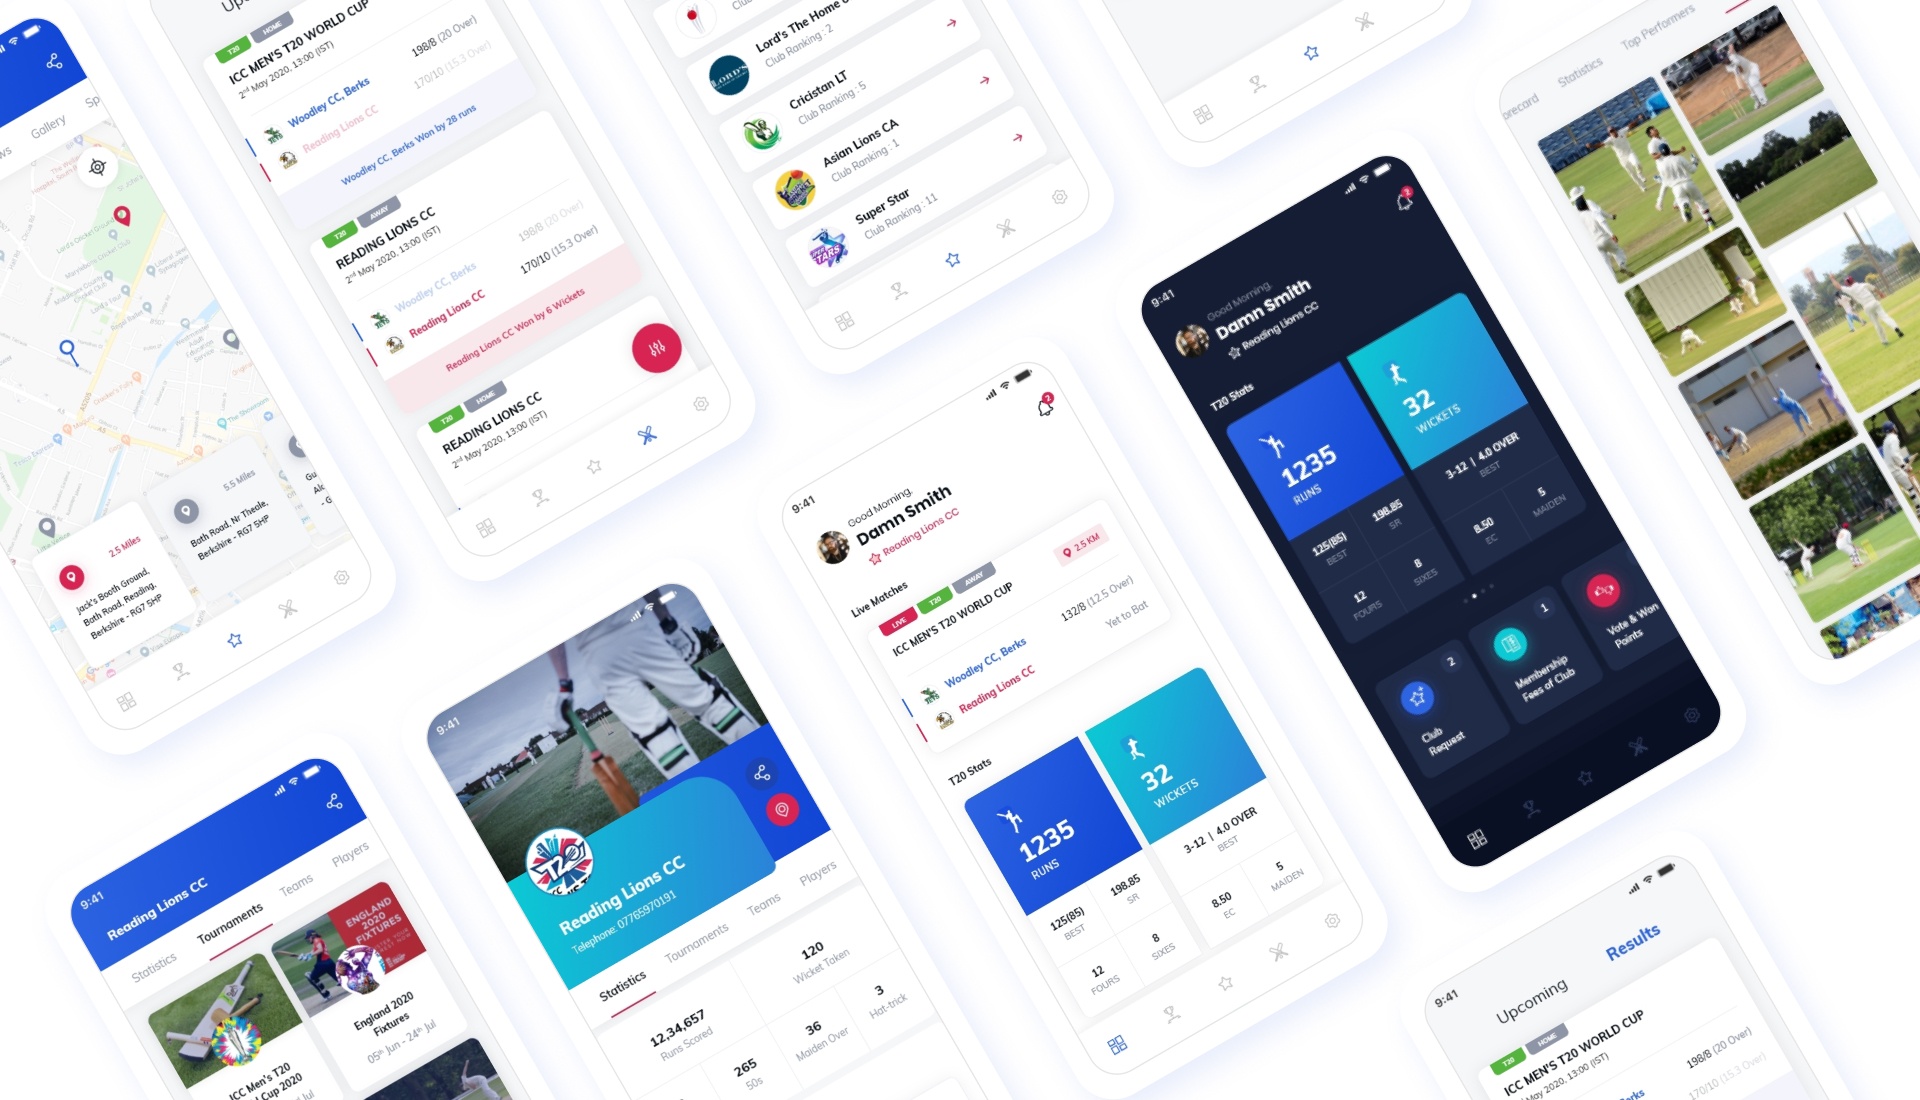 Gallery
Sp
2.5 Miles
Jack's Booth Ground,
Bath Road, Reading,
Berkshire - RG7 5HP
5.5 Miles
Bath Road, Nr Theale,
Berkshire - RG7 5HP
T20
HOME
ICC MEN'S T20 WORLD CUP
2nd May 2020, 13:00 (IST)
Woodley CC, Berks
198/8 (20 Over)
Reading Lions CC
170/10 (15.3 Over)
Woodley CC, Berks Won by 28 runs
T20
AWAY
READING LIONS CC
2nd May 2020, 13:00 (IST)
Woodley CC, Berks
198/8 (20 Over)
Reading Lions CC
170/10 (15.3 Over)
Reading Lions CC Won by 6 Wickets
T20
HOME
READING LIONS CC
2nd May 2020, 13:00 (IST)
Lord's The Home
Club Ranking : 2
LORD'S
Cricistan LT
Club Ranking : 5
Asian Lions CA
Club Ranking : 1
Super Star
Club Ranking : 11
9:41
Reading Lions CC
Statistics
Tournaments
Teams
Players
ICC Men's T20
Cup 2020
Jul
ENGLAND
2020
FIXTURES
England 2020
Fixtures
05th Jun - 24th Jul
9:41
T20
Reading Lions CC
Telephone: 07765970191
Statistics
Tournaments
Teams
Players
12,34,657
Runs Scored
120
Wicket Taken
265
50s
36
Maiden Over
3
Hat-trick
9:41
2
Good Morning,
Damn Smith
Reading Lions CC
Live Matches
LIVE
T20
AWAY
2.5 KM
ICC MEN'S T20 WORLD CUP
Woodley CC, Berks
132/8 (12.5 Over)
Reading Lions CC
Yet to Bat
T20 Stats
1235
RUNS
32
WICKETS
125(85)
BEST
198.85
SR
12
FOURS
8
SIXES
3-12 | 4.0 OVER
BEST
8.50
EC
5
MAIDEN
9:41
2
Good Morning,
Damn Smith
Reading Lions CC
T20 Stats
1235
RUNS
32
WICKETS
125(85)
BEST
198.85
SR
12
FOURS
8
SIXES
3-12 | 4.0 OVER
BEST
8.50
EC
5
MAIDEN
2
Club
Request
1
Membership
Fees of Club
Vote & Won
Points
orecard
Statistics
Top Performers
9:41
Upcoming
Results
T20
HOME
ICC MEN'S T20 WORLD CUP
May 2020, 13:00 (IST)
Berks
198/8 (20 Over)
170/10 (15.3 Over)